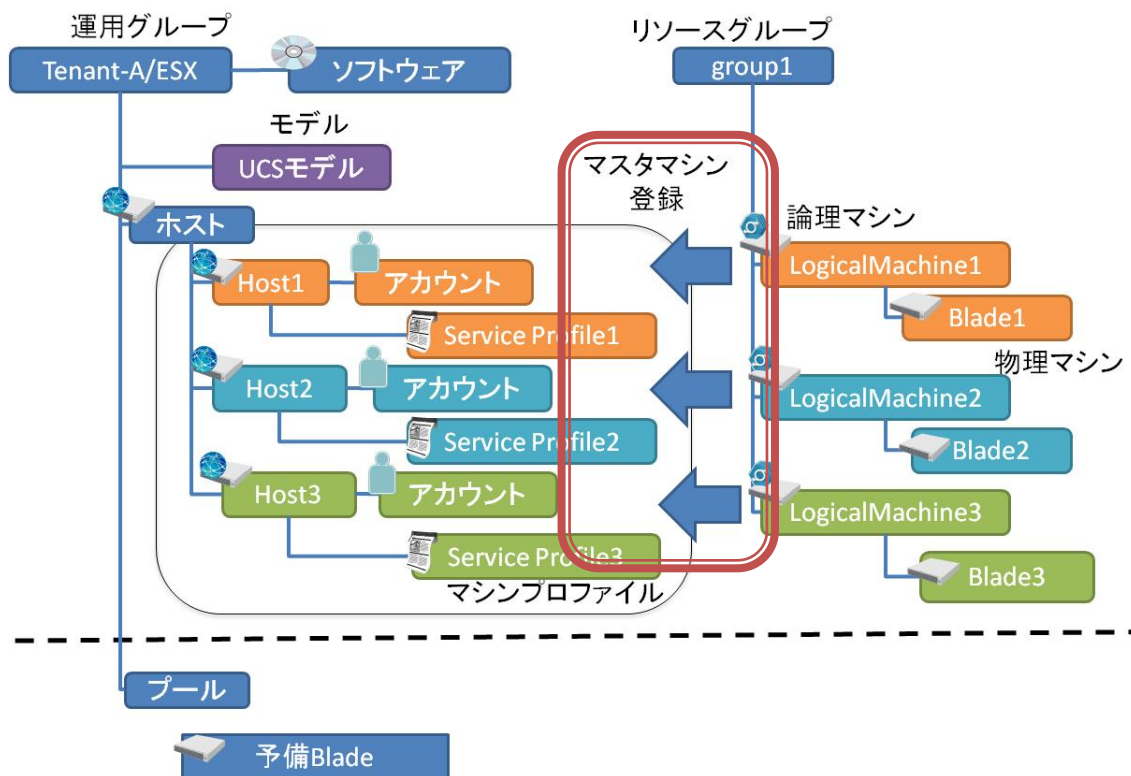 運用グループ
リソースグループ
Tenant-A/ESX
ソフトウェア
group1
モデル
UCSモデル
マスタマシン
登録
ホスト
論理マシン
Host1
アカウント
LogicalMachine1
Service Profile1
Blade1
物理マシン
Host2
アカウント
LogicalMachine2
Service Profile2
Blade2
Host3
アカウント
LogicalMachine3
Service Profile3
Blade3
マシンプロファイル
プール
予備Blade